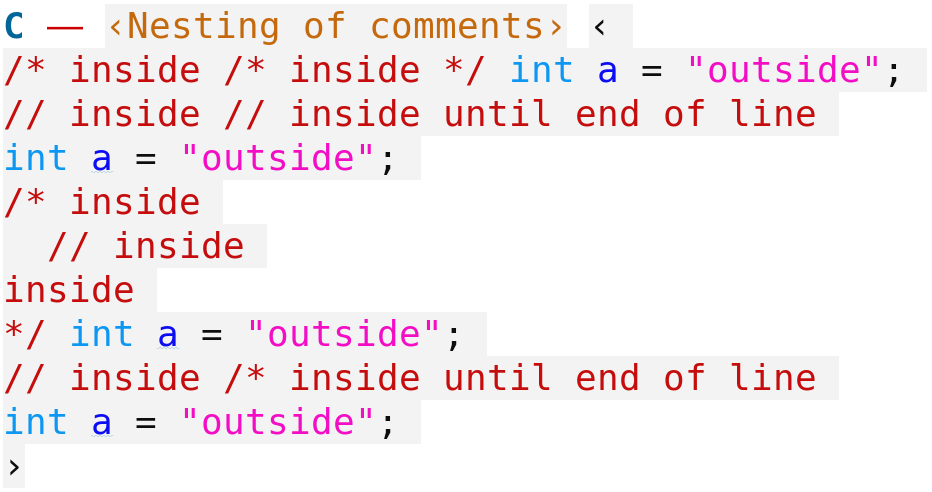 C — ‹Nesting of comments› ‹
/* inside /* inside */ int a = "outside";
// inside // inside until end of line
int a = "outside";
/* inside
  // inside
inside
*/ int a = "outside";
// inside /* inside until end of line
int a = "outside";
›